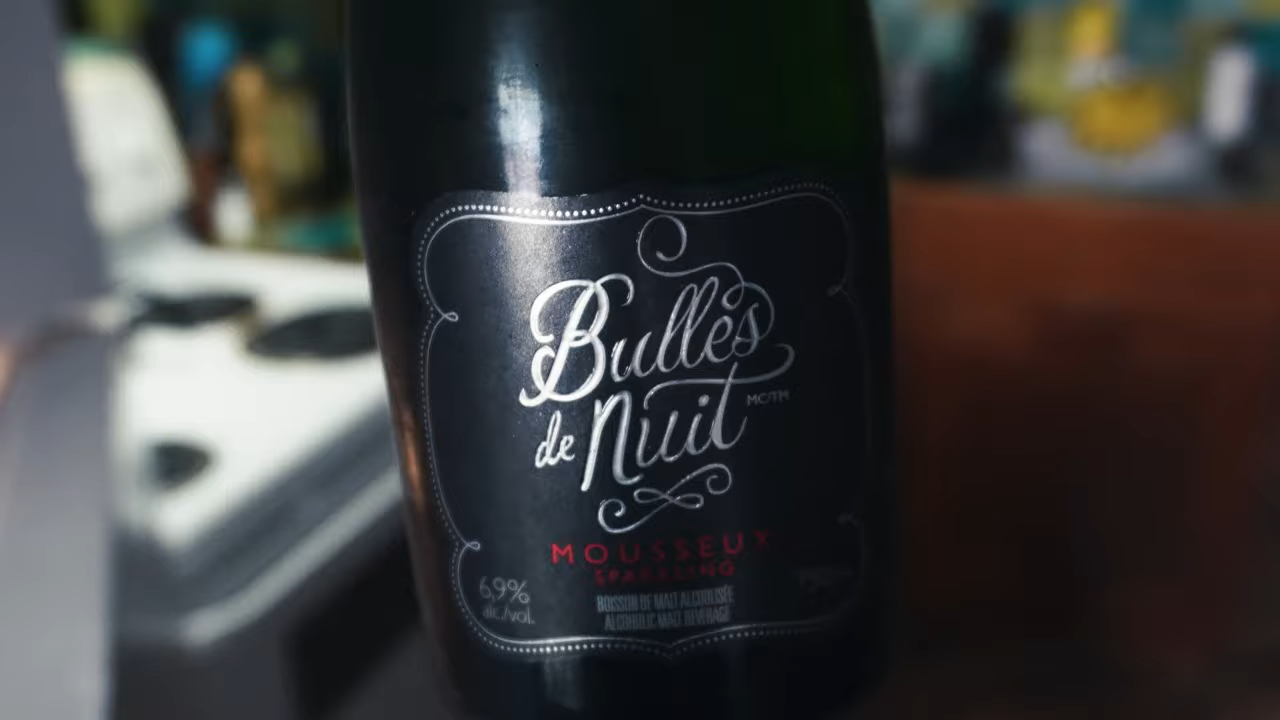 Bulles
de Nuit MC/TM
MOUSSEUX
SPARKLING
6,9%
alc./vol.
BOISSON DE MALT ALCOOLISÉE
ALCOHOLIC MALT BEVERAGE